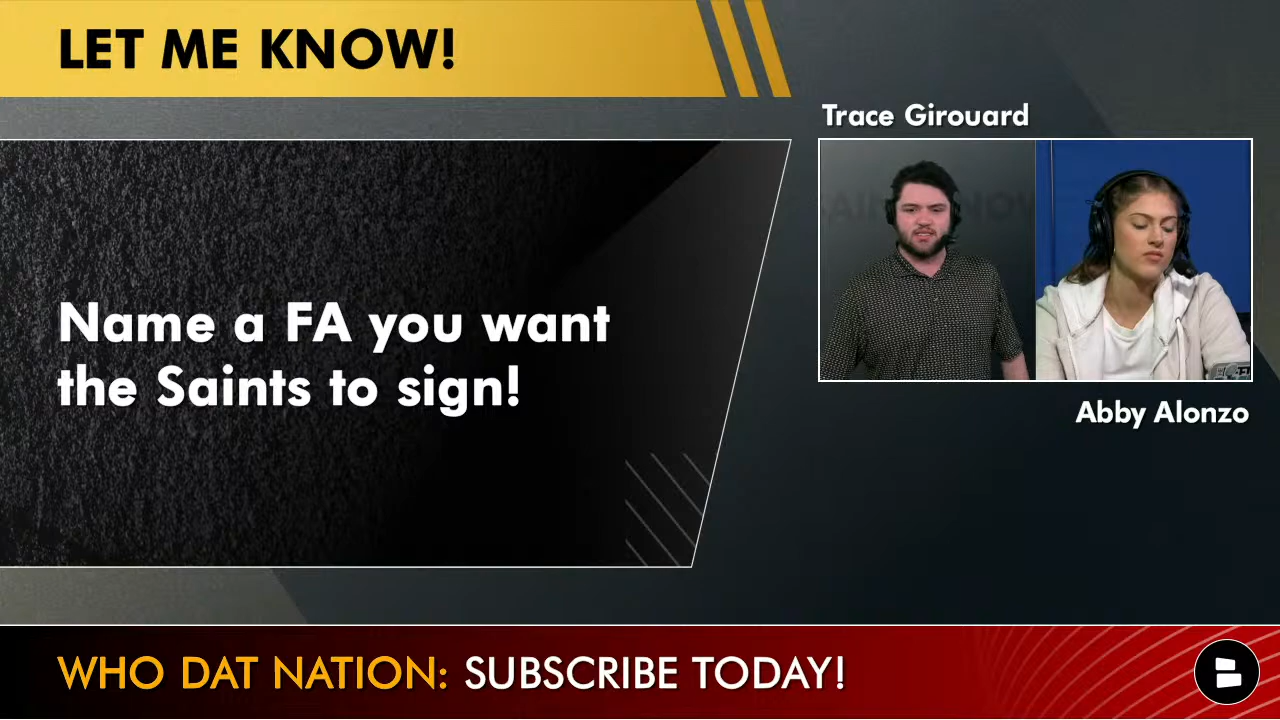 LET ME KNOW!
Trace Girouard
Name a FA you want
the Saints to sign!
Abby Alonzo
WHO DAT NATION: SUBSCRIBE TODAY!